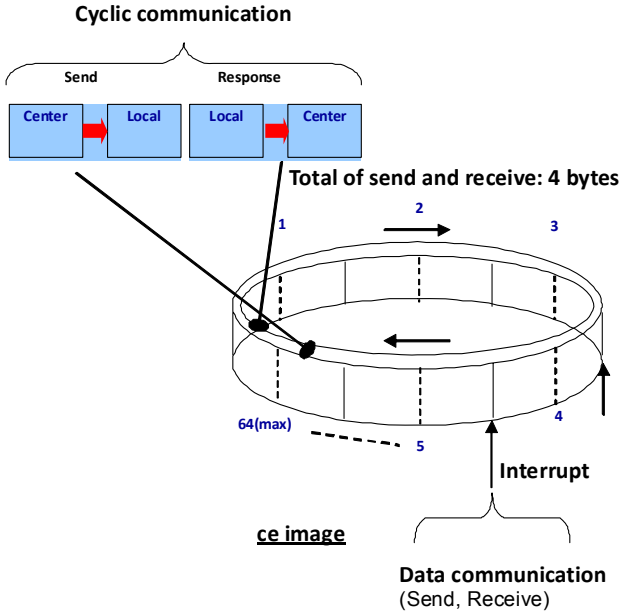 Cyclic communication
Send Response
Center Local Local Center
Total of send and receive: 4 bytes
1 2 3
64(max) 5 4
Interrupt
ce image
Data communication
(Send, Receive)